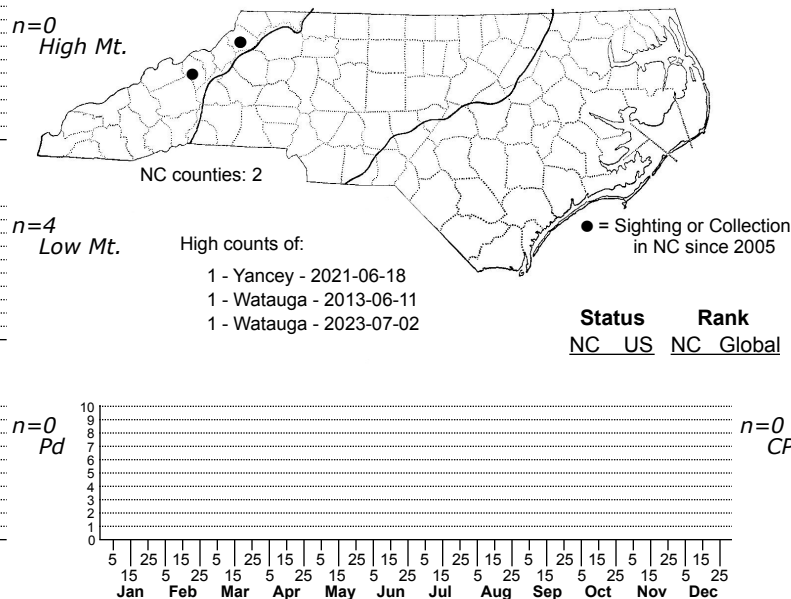 n=0
High Mt.
NC counties: 2
n=4
Low Mt.
High counts of:
1 - Yancey - 2021-06-18
1 - Watauga - 2013-06-11
1 - Watauga - 2023-07-02
● = Sighting or Collection
in NC since 2005
Status Rank
NC US NC Global
n=0
Pd
10
9
8
7
6
5
4
3
2
1
0
n=0
CP
5 15 25 5 15 25 5 15 25 5 15 25 5 15 25 5 15 25 5 15 25 5 15 25 5 15 25 5 15 25 5 15 25 5 15 25
Jan Feb Mar Apr May Jun Jul Aug Sep Oct Nov Dec